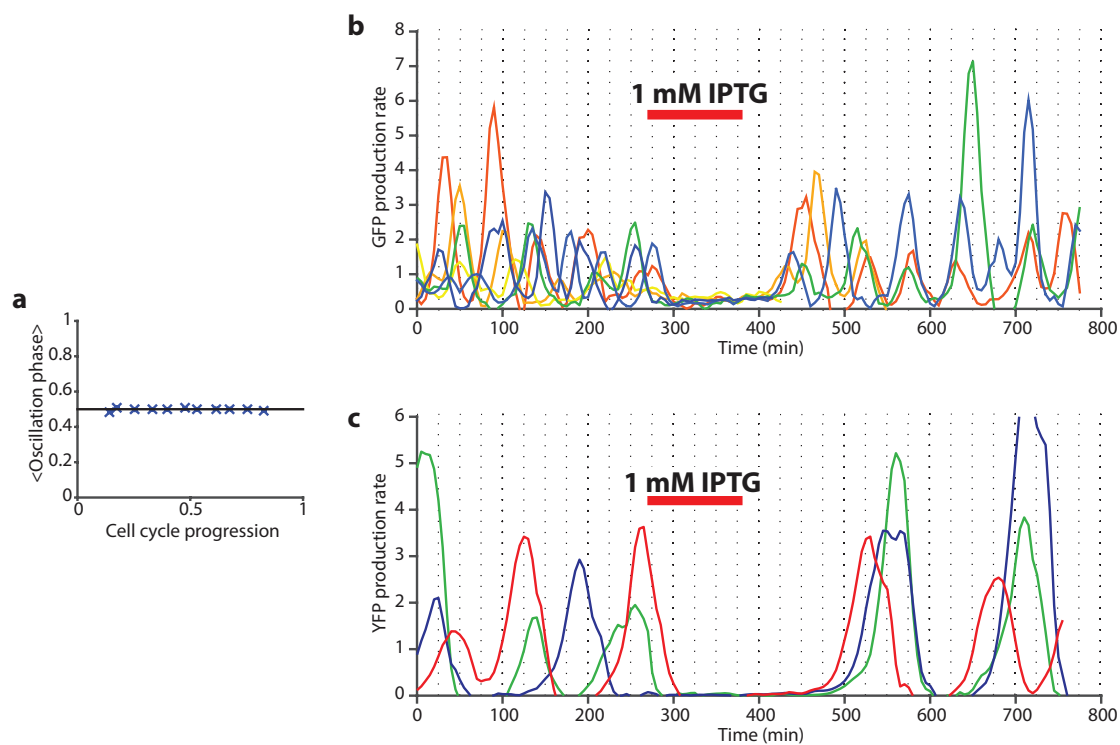 b
8
7
6
5
4
3
2
1
0
GFP production rate
1 mM IPTG
0 100 200 300 400 500 600 700 800
Time (min)
a
1
0.8
0.6
0.4
0.2
0
<Oscillation phase>
0 0.5 1
Cell cycle progression
c
6
5
4
3
2
1
0
YFP production rate
1 mM IPTG
0 100 200 300 400 500 600 700 800
Time (min)